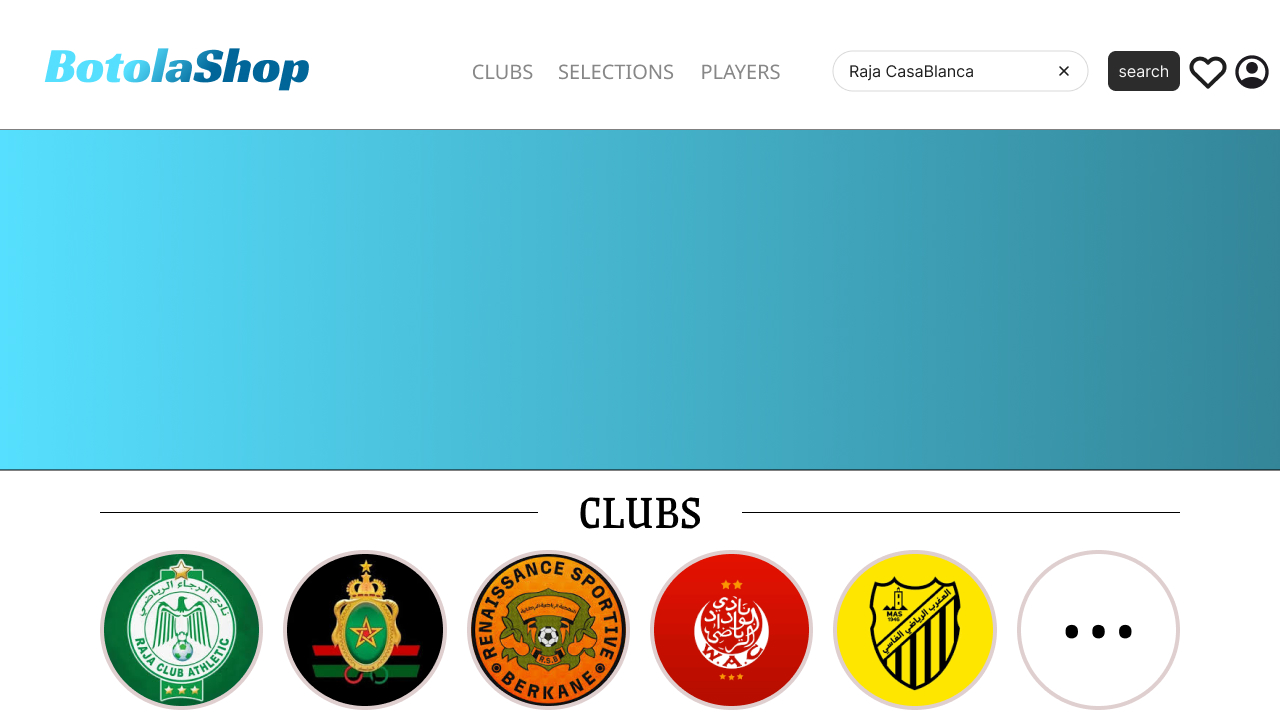 BotolaShop
CLUBS SELECTIONS PLAYERS
Raja CasaBlanca
search
CLUBS
نادي الرجاء الرياضي
RAJA CLUB ATHLETIC
RENAISSANCE SPORTIVE
R.S.B
BERKANE
نادي
الوداد
الرياضي
W.A.C
MAS
1946
المغرب الرياضي الفاسي